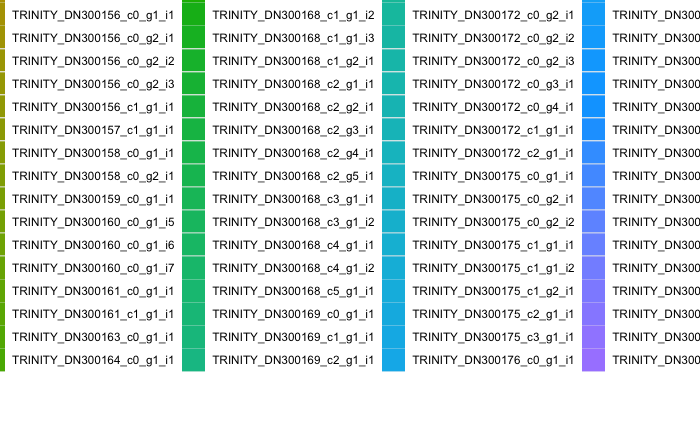 TRINITY_DN300156_c0_g1_i1 TRINITY_DN300168_c1_g1_i2 TRINITY_DN300172_c0_g2_i1 TRINITY_DN300
TRINITY_DN300156_c0_g2_i1 TRINITY_DN300168_c1_g1_i3 TRINITY_DN300172_c0_g2_i2 TRINITY_DN300
TRINITY_DN300156_c0_g2_i2 TRINITY_DN300168_c1_g2_i1 TRINITY_DN300172_c0_g2_i3 TRINITY_DN300
TRINITY_DN300156_c0_g2_i3 TRINITY_DN300168_c2_g1_i1 TRINITY_DN300172_c0_g3_i1 TRINITY_DN300
TRINITY_DN300156_c1_g1_i1 TRINITY_DN300168_c2_g2_i1 TRINITY_DN300172_c0_g4_i1 TRINITY_DN300
TRINITY_DN300157_c1_g1_i1 TRINITY_DN300168_c2_g3_i1 TRINITY_DN300172_c1_g1_i1 TRINITY_DN300
TRINITY_DN300158_c0_g1_i1 TRINITY_DN300168_c2_g4_i1 TRINITY_DN300172_c2_g1_i1 TRINITY_DN300
TRINITY_DN300158_c0_g2_i1 TRINITY_DN300168_c2_g5_i1 TRINITY_DN300175_c0_g1_i1 TRINITY_DN300
TRINITY_DN300159_c0_g1_i1 TRINITY_DN300168_c3_g1_i1 TRINITY_DN300175_c0_g2_i1 TRINITY_DN300
TRINITY_DN300160_c0_g1_i5 TRINITY_DN300168_c3_g1_i2 TRINITY_DN300175_c0_g2_i2 TRINITY_DN300
TRINITY_DN300160_c0_g1_i6 TRINITY_DN300168_c4_g1_i1 TRINITY_DN300175_c1_g1_i1 TRINITY_DN300
TRINITY_DN300160_c0_g1_i7 TRINITY_DN300168_c4_g1_i2 TRINITY_DN300175_c1_g1_i2 TRINITY_DN300
TRINITY_DN300161_c0_g1_i1 TRINITY_DN300168_c5_g1_i1 TRINITY_DN300175_c1_g2_i1 TRINITY_DN300
TRINITY_DN300161_c1_g1_i1 TRINITY_DN300169_c0_g1_i1 TRINITY_DN300175_c2_g1_i1 TRINITY_DN300
TRINITY_DN300163_c0_g1_i1 TRINITY_DN300169_c1_g1_i1 TRINITY_DN300175_c3_g1_i1 TRINITY_DN300
TRINITY_DN300164_c0_g1_i1 TRINITY_DN300169_c2_g1_i1 TRINITY_DN300176_c0_g1_i1 TRINITY_DN300